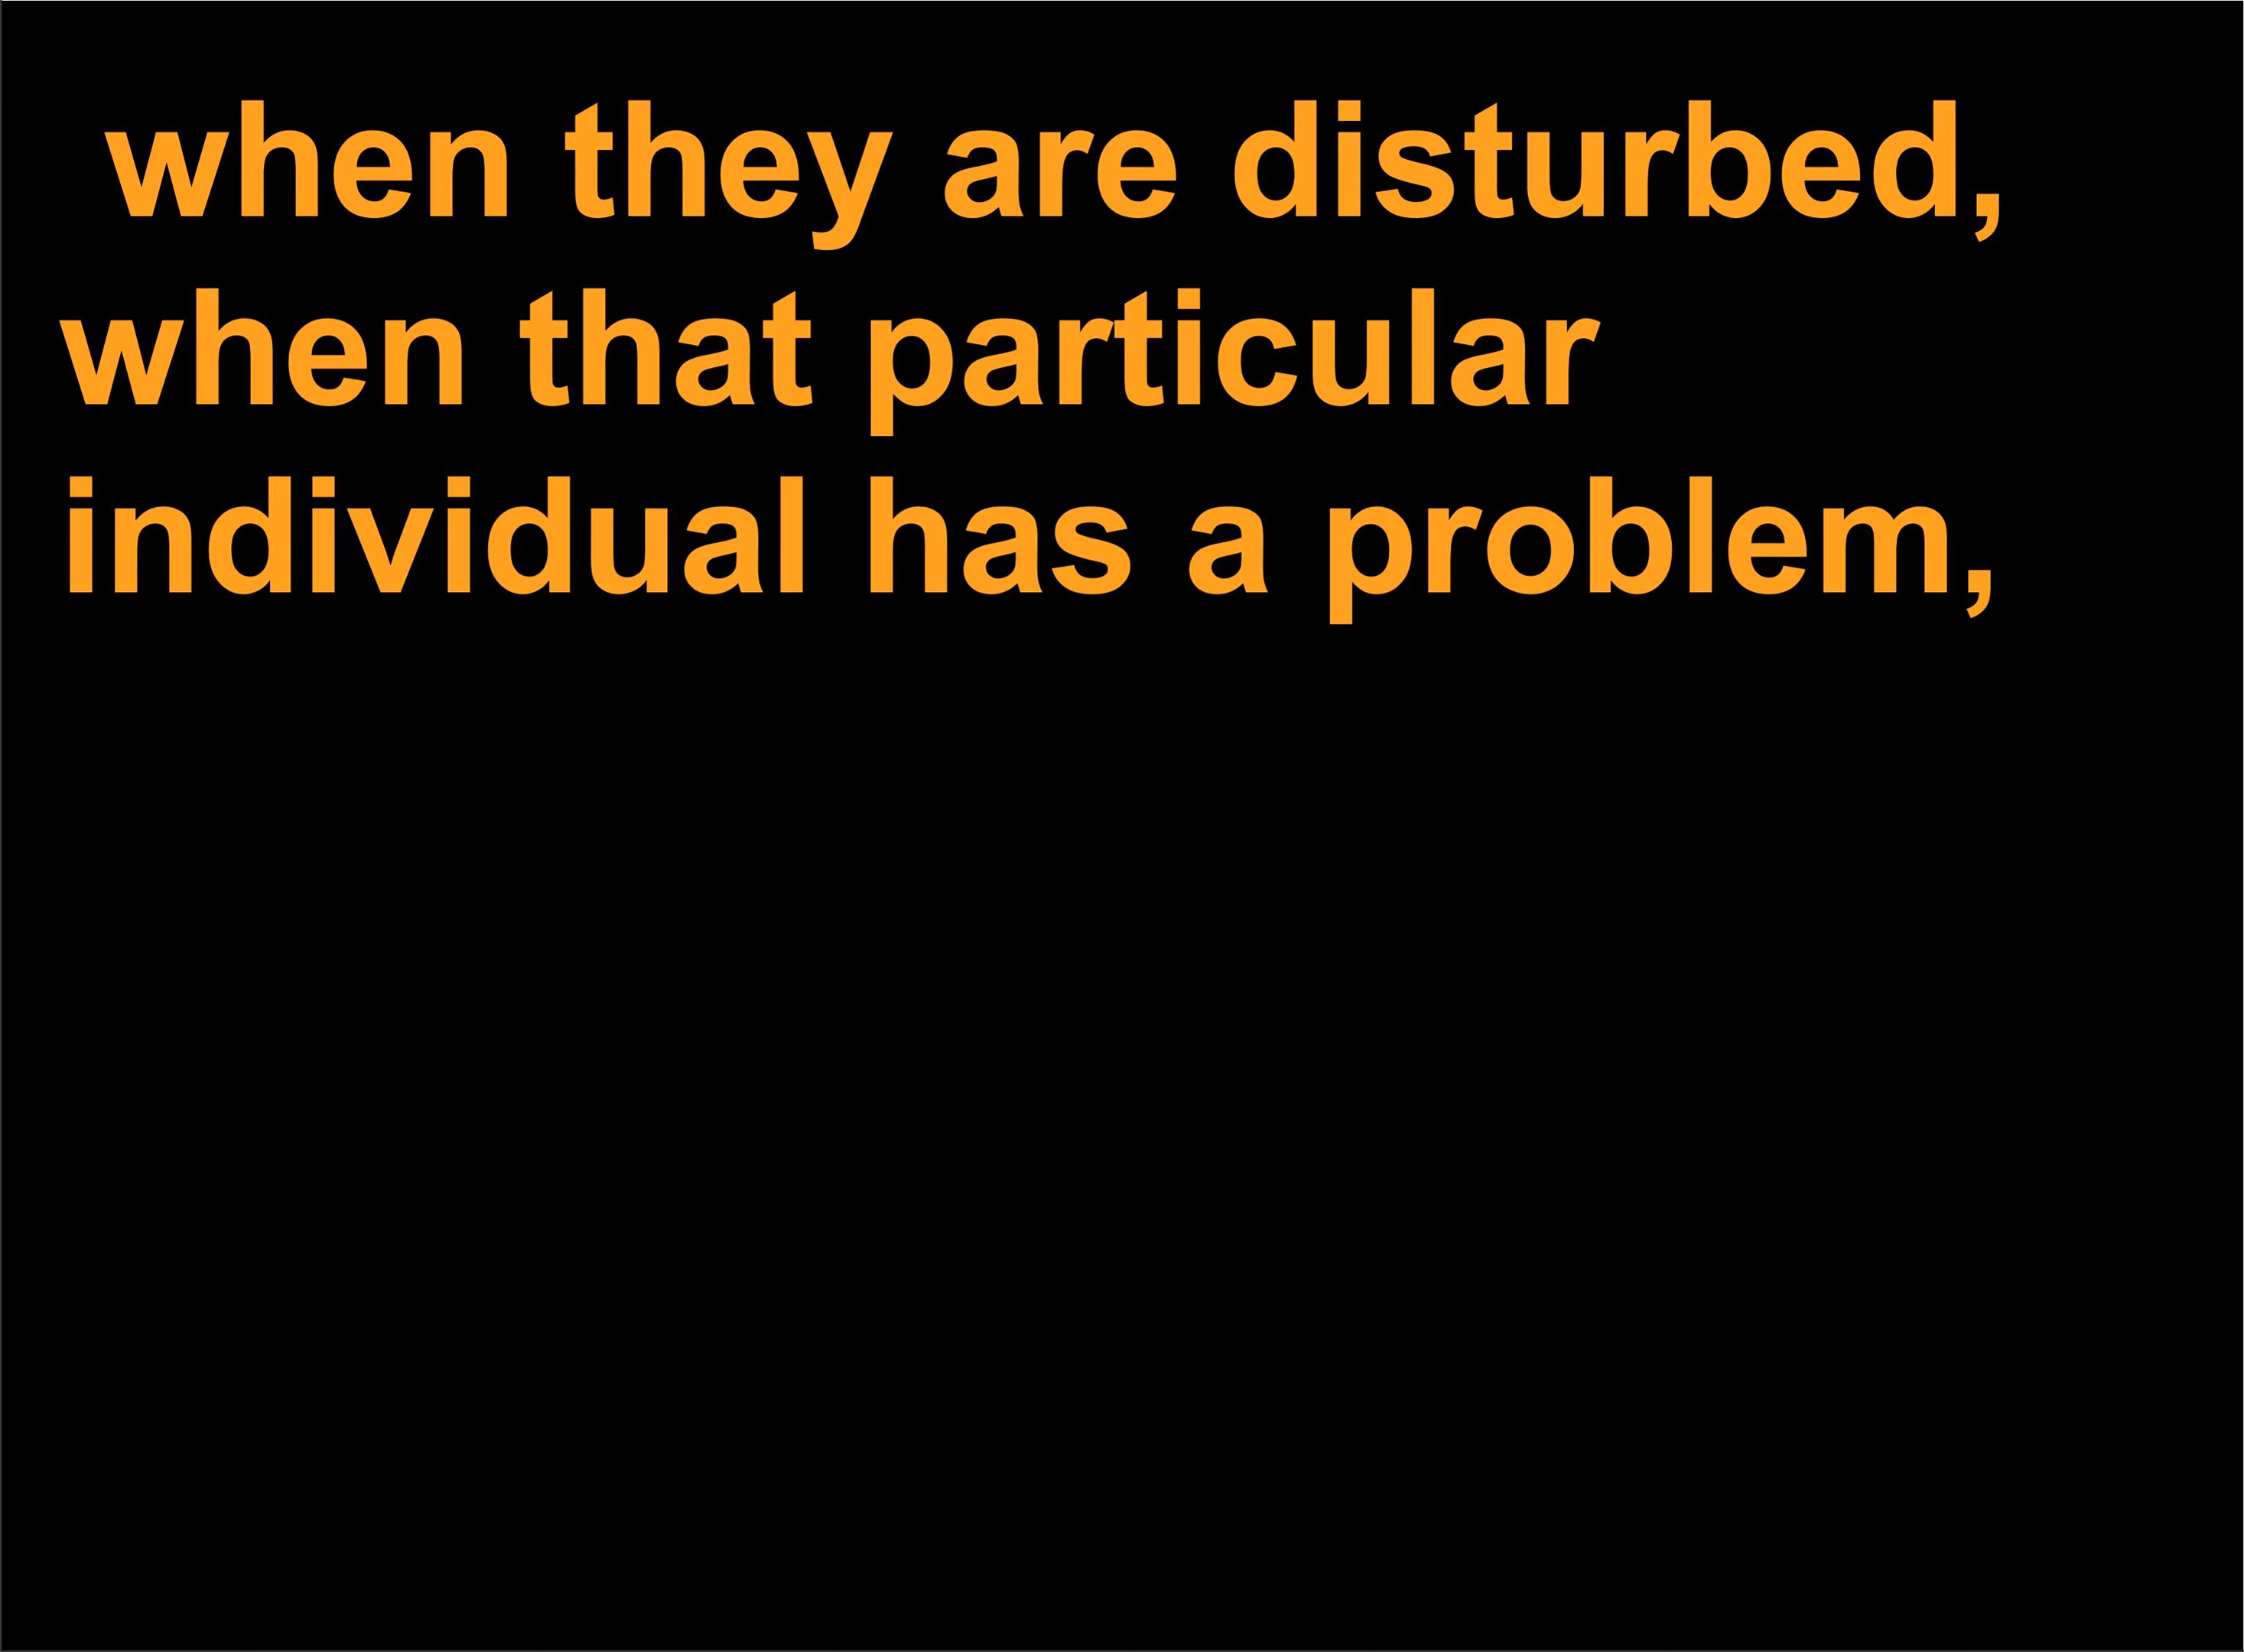 when they are disturbed,
when that particular
individual has a problem,